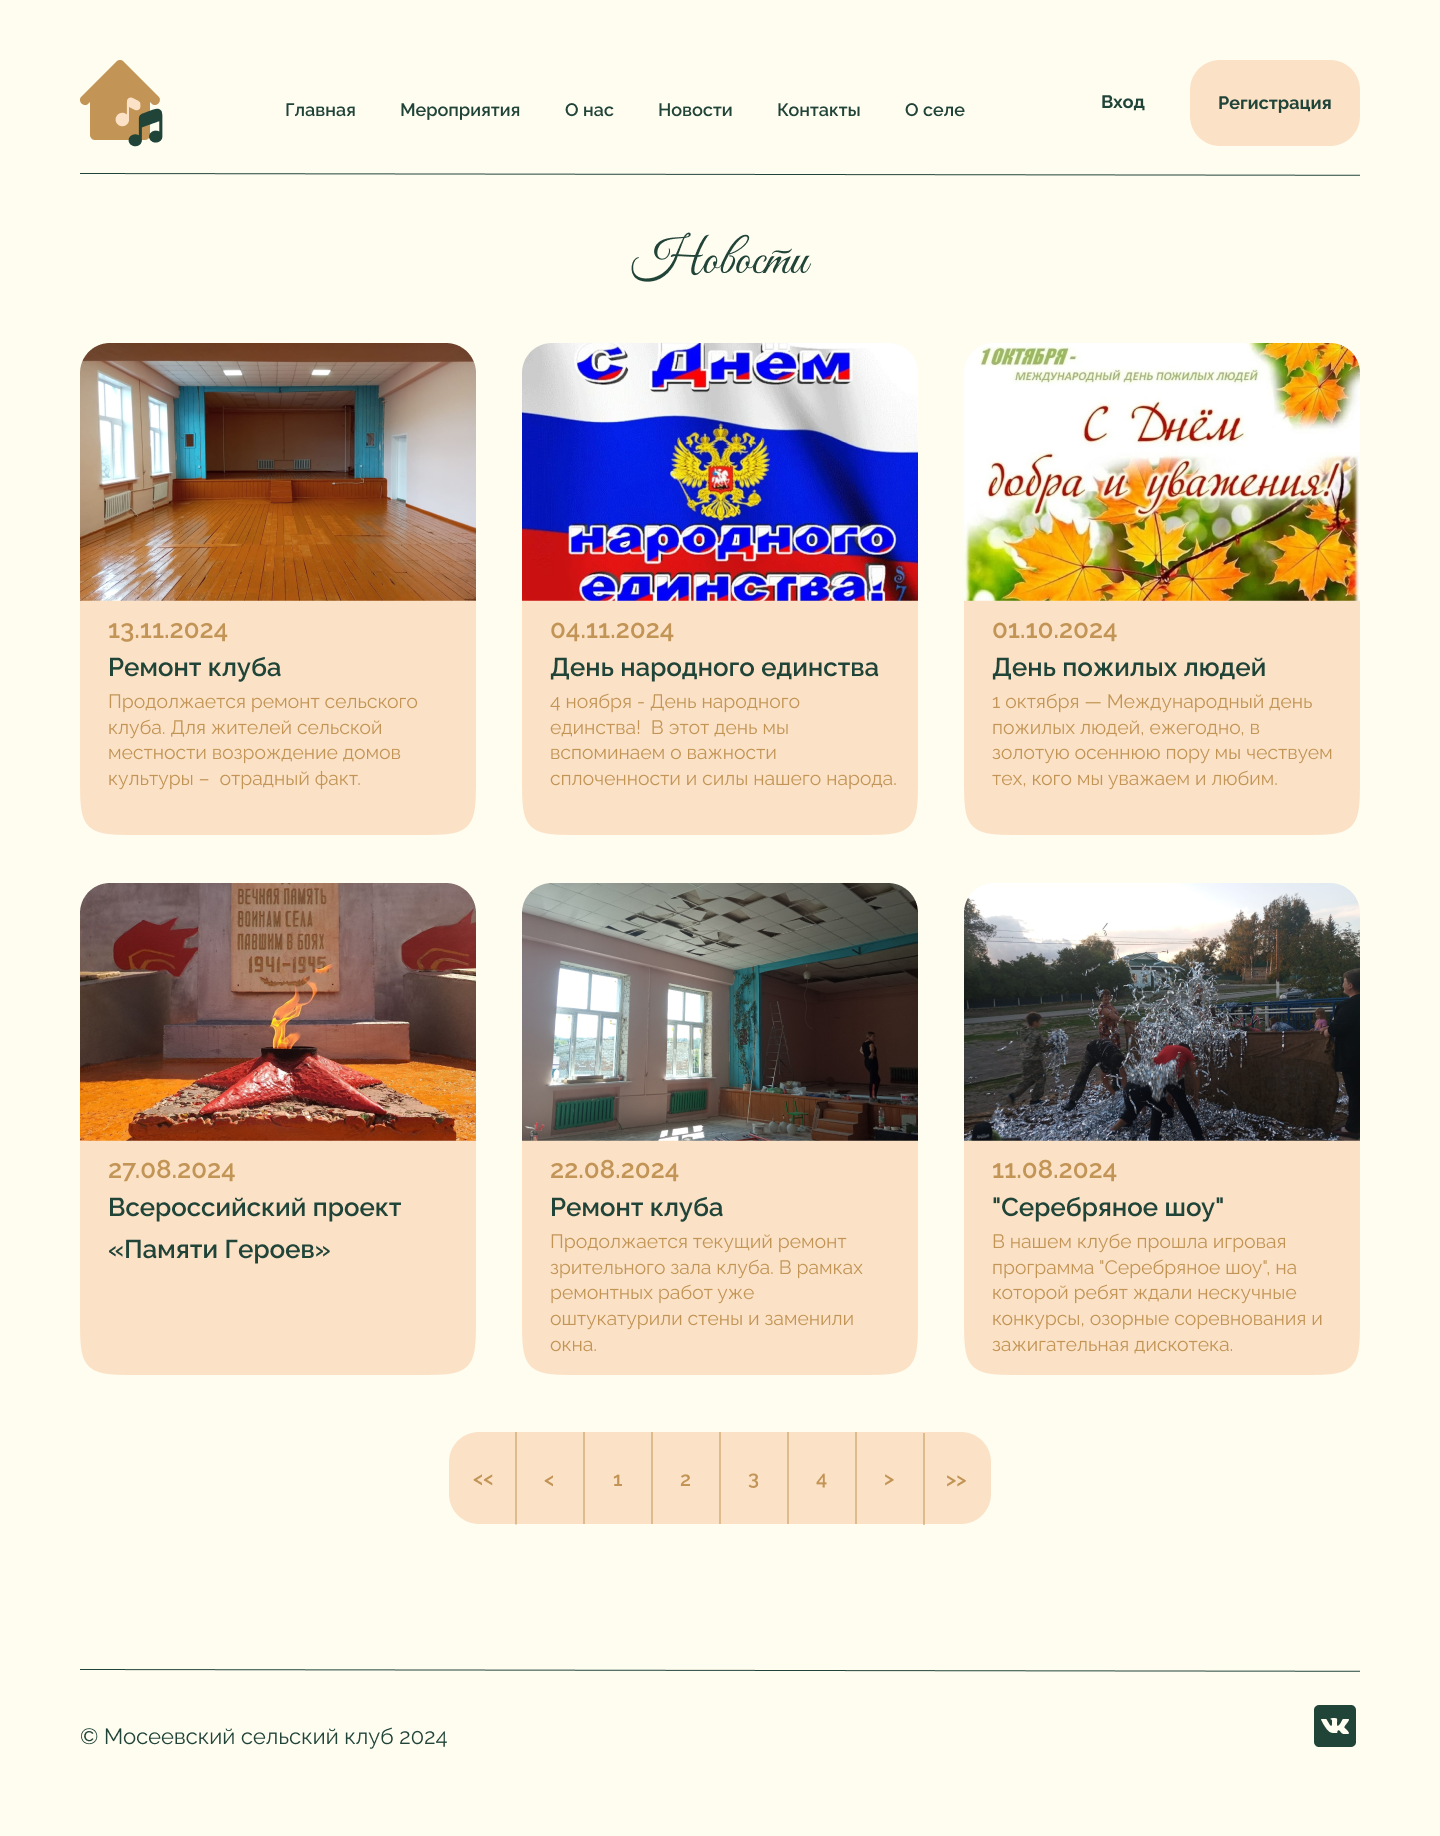 Главная Мероприятия О нас Новости Контакты О селе Вход Регистрация
Новости
С Днём
народного
единства!
1 ОКТЯБРЯ -
МЕЖДУНАРОДНЫЙ ДЕНЬ ПОЖИЛЫХ ЛЮДЕЙ
С Днём
добра и уважения!
13.11.2024
Ремонт клуба
Продолжается ремонт сельского
клуба. Для жителей сельской
местности возрождение домов
культуры – отрадный факт.
04.11.2024
День народного единства
4 ноября - День народного
единства! В этот день мы
вспоминаем о важности
сплоченности и силы нашего народа.
01.10.2024
День пожилых людей
1 октября — Международный день
пожилых людей, ежегодно, в
золотую осеннюю пору мы чествуем
тех, кого мы уважаем и любим.
ВЕЧНАЯ ПАМЯТЬ
ВОИНАМ СЕЛА
ПАВШИМ В БОЯХ
1941-1945
27.08.2024
Всероссийский проект
«Памяти Героев»
22.08.2024
Ремонт клуба
Продолжается текущий ремонт
зрительного зала клуба. В рамках
ремонтных работ уже
оштукатурили стены и заменили
окна.
11.08.2024
"Серебряное шоу"
В нашем клубе прошла игровая
программа "Серебряное шоу", на
которой ребят ждали нескучные
конкурсы, озорные соревнования и
зажигательная дискотека.
<< < 1 2 3 4 > >>
© Мосеевский сельский клуб 2024